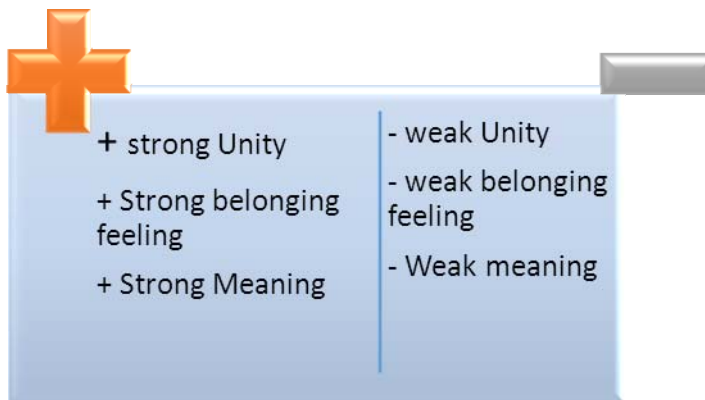 + strong Unity
+ Strong belonging
feeling
+ Strong Meaning
- weak Unity
- weak belonging
feeling
- Weak meaning